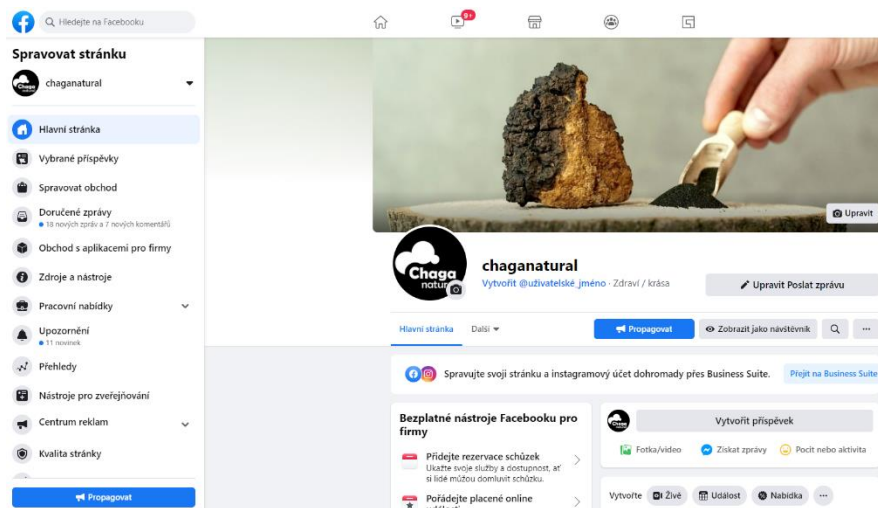 Hledejte na Facebooku
9+
Spravovat stránku
chaganatural
Hlavní stránka
Vybrané příspěvky
Spravovat obchod
Doručené zprávy
18 nových zpráv a 7 nových komentářů
Obchod s aplikacemi pro firmy
Zdroje a nástroje
Pracovní nabídky
Upozornění
11 novinek
Přehledy
Nástroje pro zveřejňování
Centrum reklam
Kvalita stránky
Propagovat
Upravit
Chaga
natural
chaganatural
Vytvořit @uživatelské_jméno · Zdraví / krása
Upravit Poslat zprávu
Hlavní stránka
Další
Propagovat
Zobrazit jako návštěvník
Spravujte svoji stránku a instagramový účet dohromady přes Business Suite.
Přejít na Business Suite
Bezplatné nástroje Facebooku pro
firmy
Přidejte rezervace schůzek
Ukažte svoje služby a dostupnost, ať
si lidé můžou domluvit schůzku.
Pořádejte placené online
události
Vytvořit příspěvek
Fotka/video
Získat zprávy
Pocit nebo aktivita
Vytvořte
Živě
Událost
Nabídka